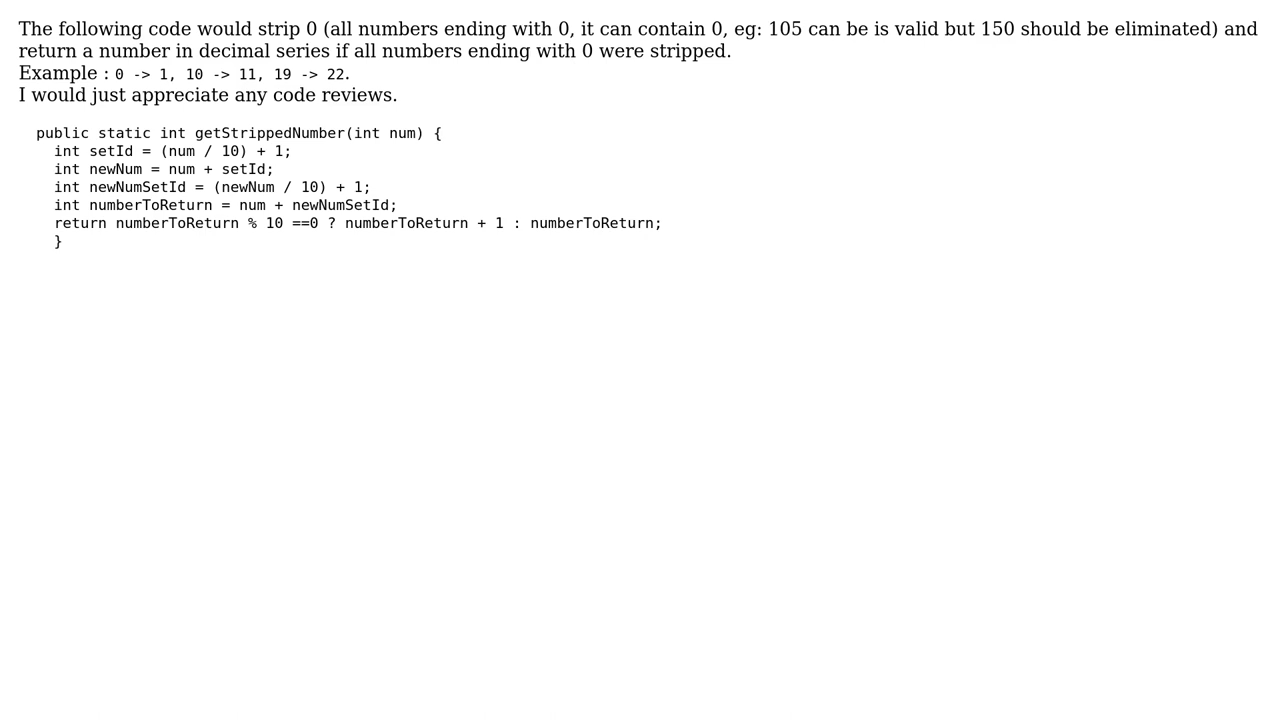 The following code would strip 0 (all numbers ending with 0, it can contain 0, eg: 105 can be is valid but 150 should be eliminated) and
return a number in decimal series if all numbers ending with 0 were stripped.
Example : 0 -> 1, 10 -> 11, 19 -> 22.
I would just appreciate any code reviews.
public static int getStrippedNumber(int num) {
int setId = (num / 10) + 1;
int newNum = num + setId;
int newNumSetId = (newNum / 10) + 1;
int numberToReturn = num + newNumSetId;
return numberToReturn % 10 ==0 ? numberToReturn + 1 : numberToReturn;
}